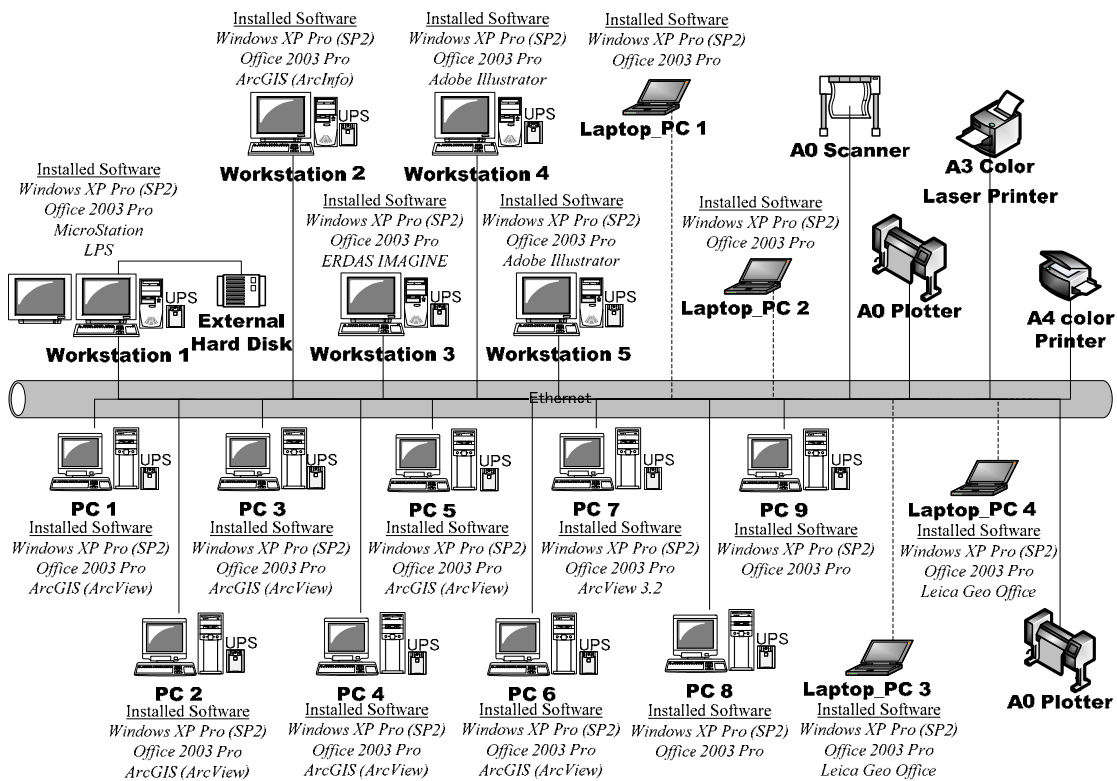 Installed Software
Windows XP Pro (SP2)
Office 2003 Pro
ArcGIS (ArcInfo)
UPS
Workstation 2
Installed Software
Windows XP Pro (SP2)
Office 2003 Pro
Adobe Illustrator
UPS
Workstation 4
Installed Software
Windows XP Pro (SP2)
Office 2003 Pro
Laptop_PC 1
A0 Scanner
A3 Color
Laser Printer
Installed Software
Windows XP Pro (SP2)
Office 2003 Pro
MicroStation
LPS
UPS
Workstation 1
External
Hard Disk
Installed Software
Windows XP Pro (SP2)
Office 2003 Pro
ERDAS IMAGINE
UPS
Workstation 3
Installed Software
Windows XP Pro (SP2)
Office 2003 Pro
Adobe Illustrator
UPS
Workstation 5
Installed Software
Windows XP Pro (SP2)
Office 2003 Pro
Laptop_PC 2
A0 Plotter
A4 color
Printer
Ethernet
UPS
PC 1
Installed Software
Windows XP Pro (SP2)
Office 2003 Pro
ArcGIS (ArcView)
UPS
PC 3
Installed Software
Windows XP Pro (SP2)
Office 2003 Pro
ArcGIS (ArcView)
UPS
PC 5
Installed Software
Windows XP Pro (SP2)
Office 2003 Pro
ArcGIS (ArcView)
UPS
PC 7
Installed Software
Windows XP Pro (SP2)
Office 2003 Pro
ArcView 3.2
UPS
PC 9
Installed Software
Windows XP Pro (SP2)
Office 2003 Pro
Laptop_PC 4
Installed Software
Windows XP Pro (SP2)
Office 2003 Pro
Leica Geo Office
UPS
PC 2
Installed Software
Windows XP Pro (SP2)
Office 2003 Pro
ArcGIS (ArcView)
UPS
PC 4
Installed Software
Windows XP Pro (SP2)
Office 2003 Pro
ArcGIS (ArcView)
UPS
PC 6
Installed Software
Windows XP Pro (SP2)
Office 2003 Pro
ArcGIS (ArcView)
UPS
PC 8
Installed Software
Windows XP Pro (SP2)
Office 2003 Pro
Laptop_PC 3
Installed Software
Windows XP Pro (SP2)
Office 2003 Pro
Leica Geo Office
A0 Plotter